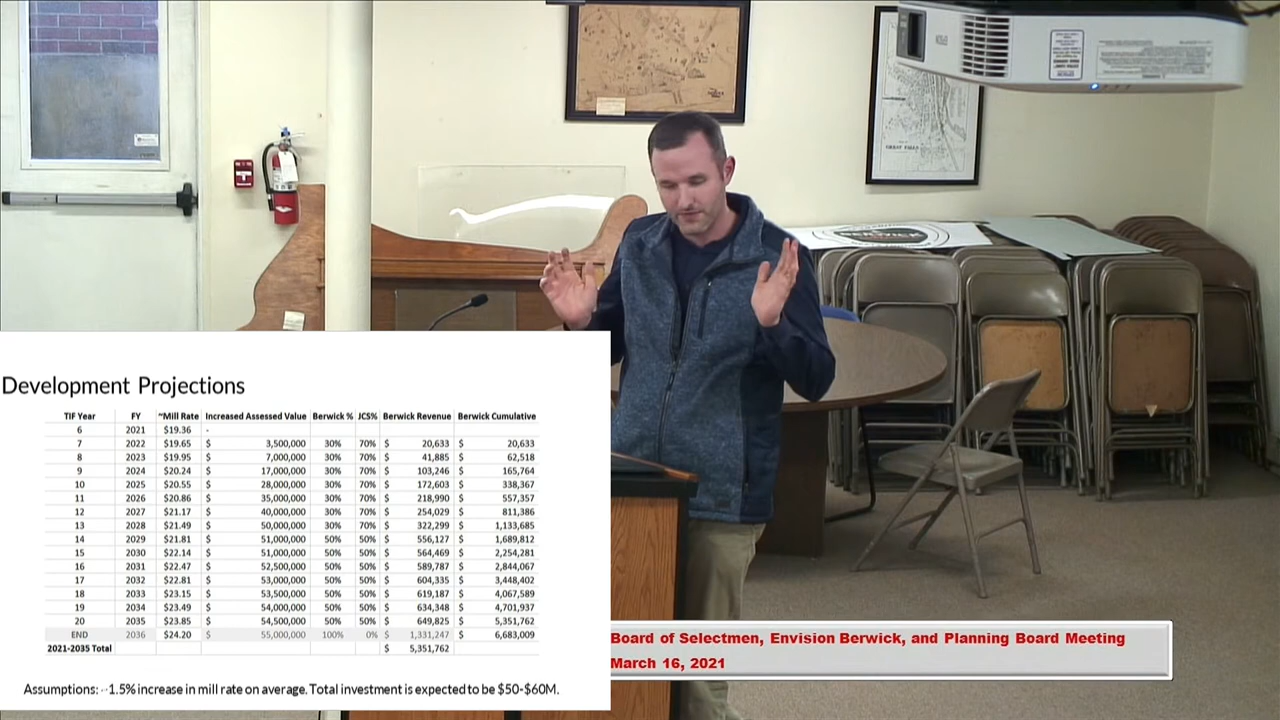 GREAT FALLS
BERWICK
Development Projections
TIF Year FY ~Mill Rate Increased Assessed Value Berwick % JCS% Berwick Revenue Berwick Cumulative
6 2021 $19.36 -
7 2022 $19.65 $ 3,500,000 30% 70% $ 20,633 $ 20,633
8 2023 $19.95 $ 7,000,000 30% 70% $ 41,885 $ 62,518
9 2024 $20.24 $ 17,000,000 30% 70% $ 103,246 $ 165,764
10 2025 $20.55 $ 28,000,000 30% 70% $ 172,603 $ 338,367
11 2026 $20.86 $ 35,000,000 30% 70% $ 218,990 $ 557,357
12 2027 $21.17 $ 40,000,000 30% 70% $ 254,029 $ 811,386
13 2028 $21.49 $ 50,000,000 30% 70% $ 322,299 $ 1,133,685
14 2029 $21.81 $ 51,000,000 50% 50% $ 556,127 $ 1,689,812
15 2030 $22.14 $ 51,000,000 50% 50% $ 564,469 $ 2,254,281
16 2031 $22.47 $ 52,500,000 50% 50% $ 589,787 $ 2,844,067
17 2032 $22.81 $ 53,000,000 50% 50% $ 604,335 $ 3,448,402
18 2033 $23.15 $ 53,500,000 50% 50% $ 619,187 $ 4,067,589
19 2034 $23.49 $ 54,000,000 50% 50% $ 634,348 $ 4,701,937
20 2035 $23.85 $ 54,500,000 50% 50% $ 649,825 $ 5,351,762
END 2036 $24.20 $ 55,000,000 100% 0% $ 1,331,247 $ 6,683,009
2021-2035 Total $ 5,351,762
Assumptions: ~1.5% increase in mill rate on average. Total investment is expected to be $50-$60M.
Board of Selectmen, Envision Berwick, and Planning Board Meeting
March 16, 2021